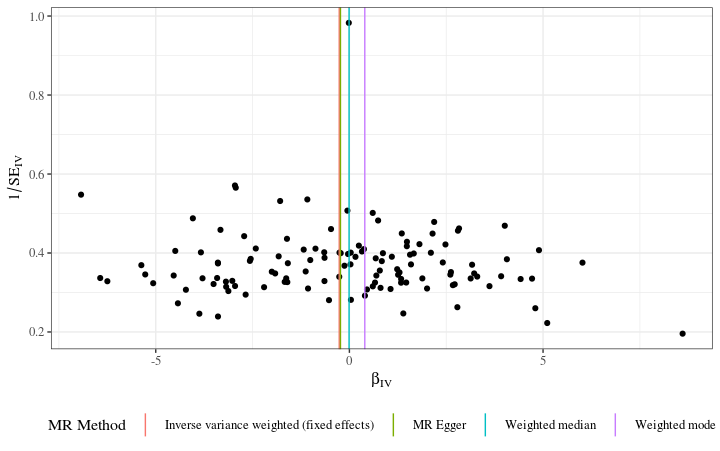 1.0
0.8
0.6
0.4
0.2
1/SE_IV
-5
0
5
β_IV
MR Method
Inverse variance weighted (fixed effects)
MR Egger
Weighted median
Weighted mode